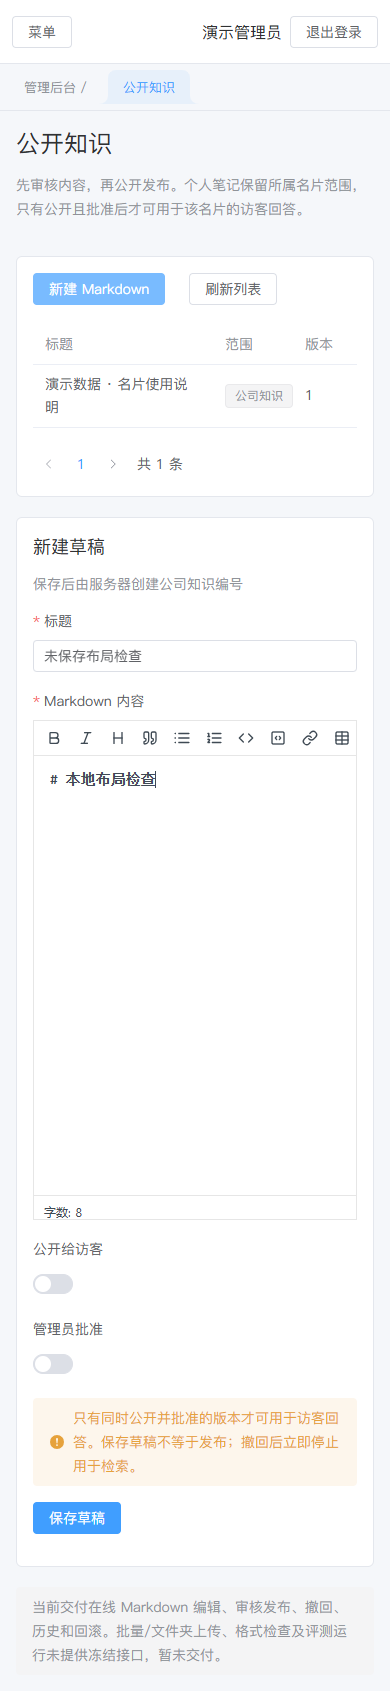 菜单
演示管理员
退出登录
管理后台 /
公开知识
公开知识
先审核内容，再公开发布。个人笔记保留所属名片范围，
只有公开且批准后才可用于该名片的访客回答。
新建 Markdown
刷新列表
标题 范围 版本
演示数据 · 名片使用说
明
公司知识
1
1
共 1 条
新建草稿
保存后由服务器创建公司知识编号
* 标题
未保存布局检查
* Markdown 内容
# 本地布局检查
字数: 8
公开给访客
管理员批准
只有同时公开并批准的版本才可用于访客回
答。保存草稿不等于发布；撤回后立即停止
用于检索。
保存草稿
当前交付在线 Markdown 编辑、审核发布、撤回、
历史和回滚。批量/文件夹上传、格式检查及评测运
行未提供冻结接口，暂未交付。